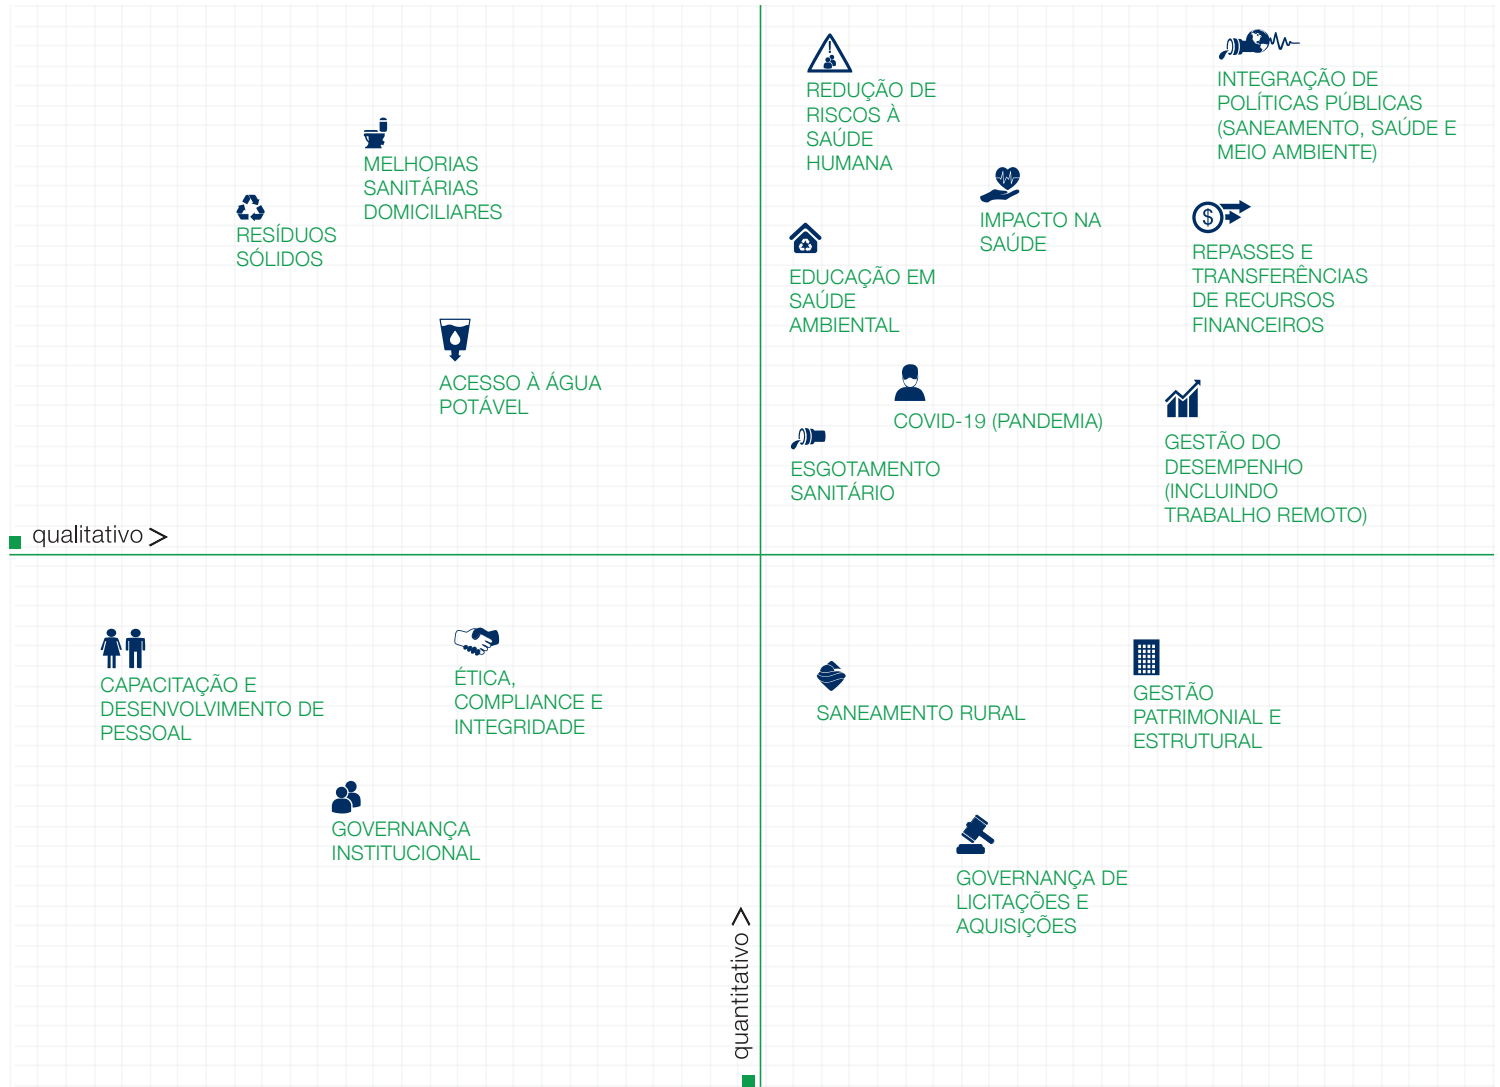 REDUÇÃO DE
RISCOS À
SAÚDE
HUMANA
INTEGRAÇÃO DE
POLÍTICAS PÚBLICAS
(SANEAMENTO, SAÚDE E
MEIO AMBIENTE)
MELHORIAS
SANITÁRIAS
DOMICILIARES
RESÍDUOS
SÓLIDOS
IMPACTO NA
SAÚDE
REPASSES E
TRANSFERÊNCIAS
DE RECURSOS
FINANCEIROS
EDUCAÇÃO EM
SAÚDE
AMBIENTAL
ACESSO À ÁGUA
POTÁVEL
COVID-19 (PANDEMIA)
ESGOTAMENTO
SANITÁRIO
GESTÃO DO
DESEMPENHO
(INCLUINDO
TRABALHO REMOTO)
qualitativo >
CAPACITAÇÃO E
DESENVOLVIMENTO DE
PESSOAL
ÉTICA,
COMPLIANCE E
INTEGRIDADE
GOVERNANÇA
INSTITUCIONAL
SANEAMENTO RURAL
GESTÃO
PATRIMONIAL E
ESTRUTURAL
GOVERNANÇA DE
LICITAÇÕES E
AQUISIÇÕES
quantitativo >